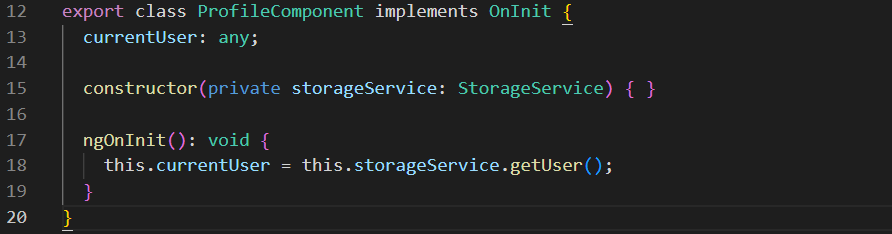 12 export class ProfileComponent implements OnInit {
13 currentUser: any;
14
15 constructor(private storageService: StorageService) { }
16
17 ngOnInit(): void {
18 this.currentUser = this.storageService.getUser();
19 }
20 }